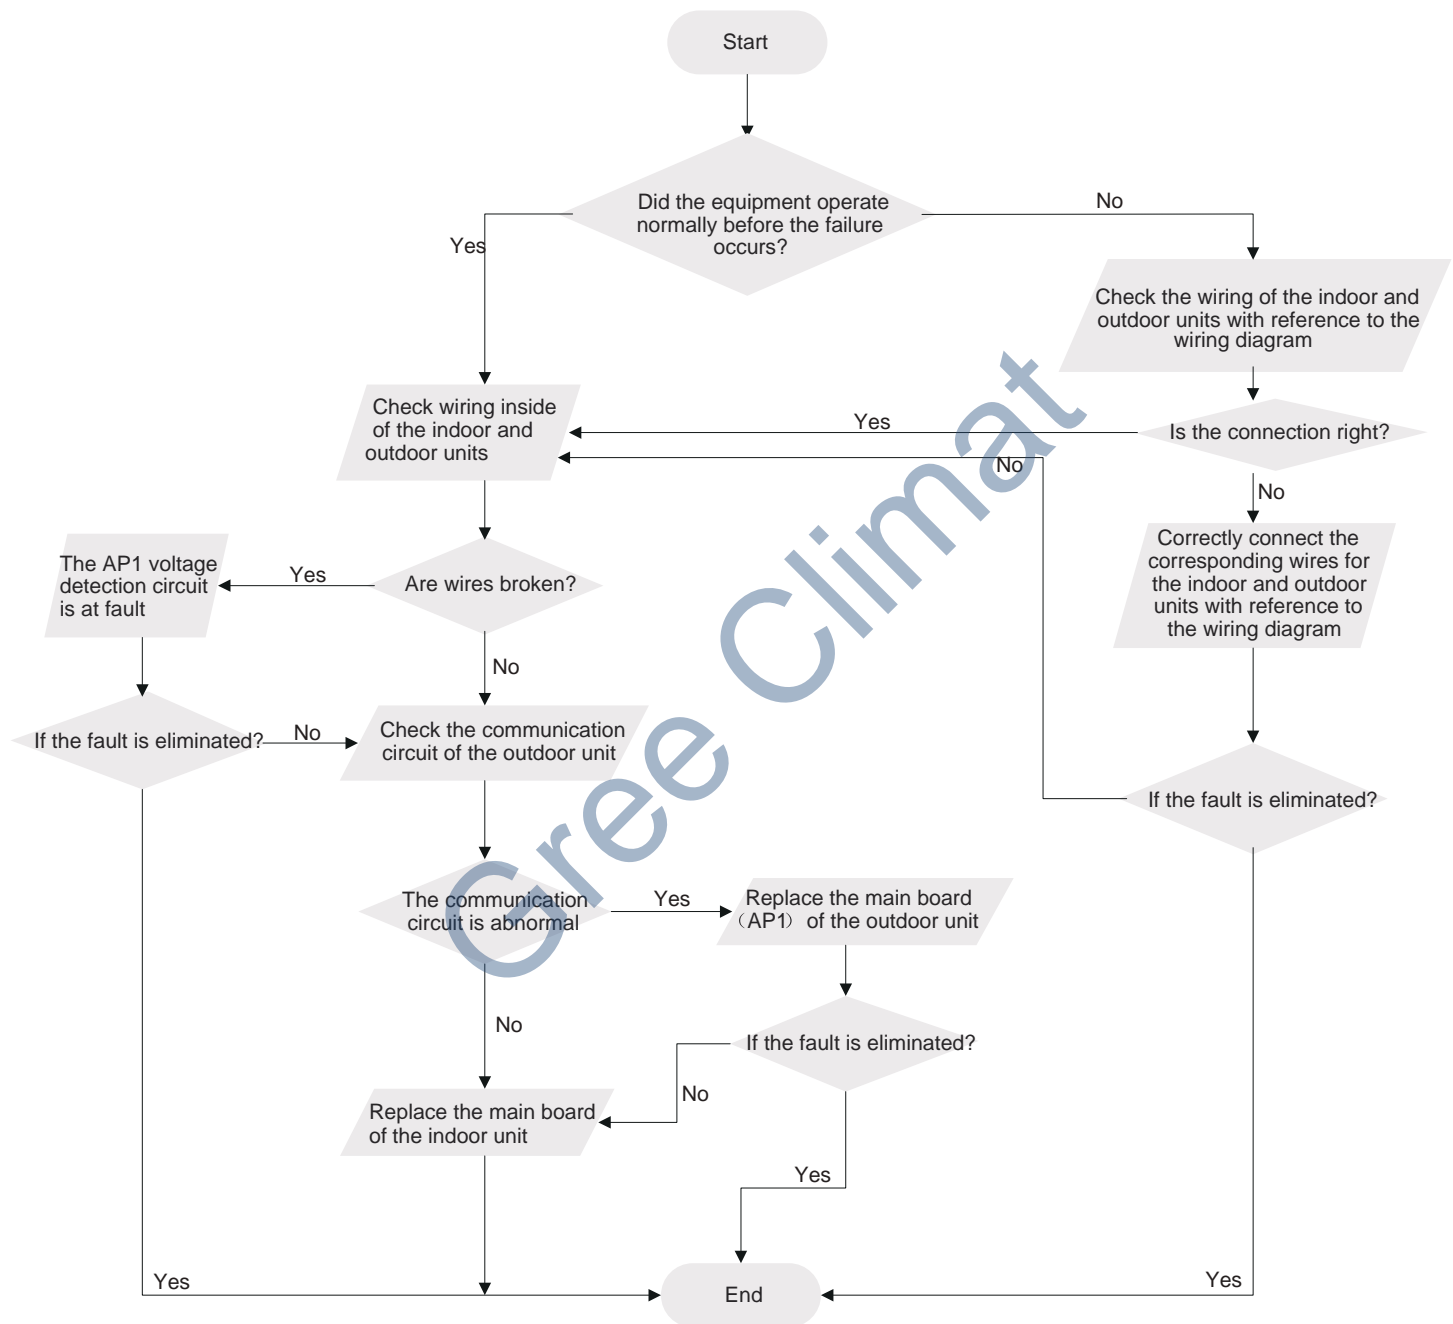 Start
Did the equipment operate
normally before the failure
occurs?
No
Yes
Check the wiring of the indoor and
outdoor units with reference to the
wiring diagram
Check wiring inside
of the indoor and
outdoor units
Yes
Is the connection right?
No
No
Correctly connect the
corresponding wires for
the indoor and outdoor
units with reference to
the wiring diagram
The AP1 voltage
detection circuit
is at fault
Yes
Are wires broken?
No
If the fault is eliminated?
No
Check the communication
circuit of the outdoor unit
If the fault is eliminated?
The communication
circuit is abnormal
Yes
Replace the main board
（AP1） of the outdoor unit
No
If the fault is eliminated?
No
Replace the main board
of the indoor unit
Yes
Yes
Yes
End
Gree Climat